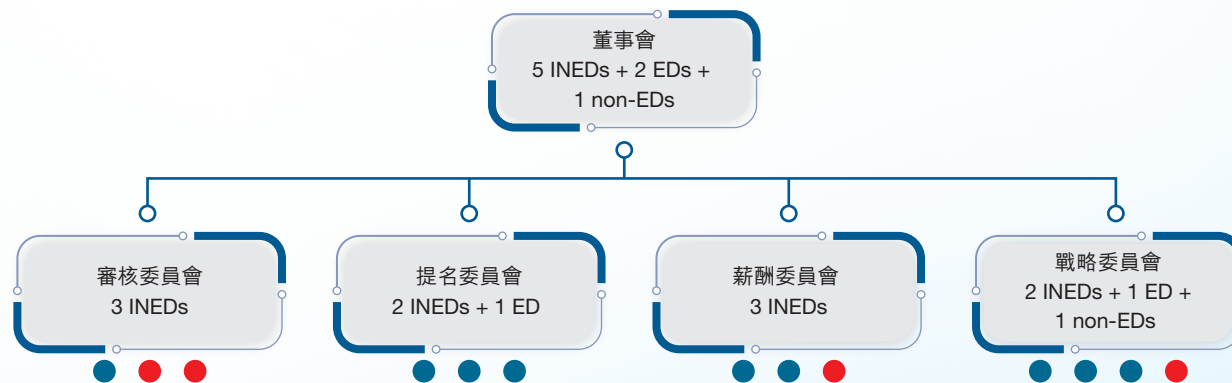 董事會
5 INEDs + 2 EDs +
1 non-EDs
審核委員會
3 INEDs
提名委員會
2 INEDs + 1 ED
薪酬委員會
3 INEDs
戰略委員會
2 INEDs + 1 ED +
1 non-EDs